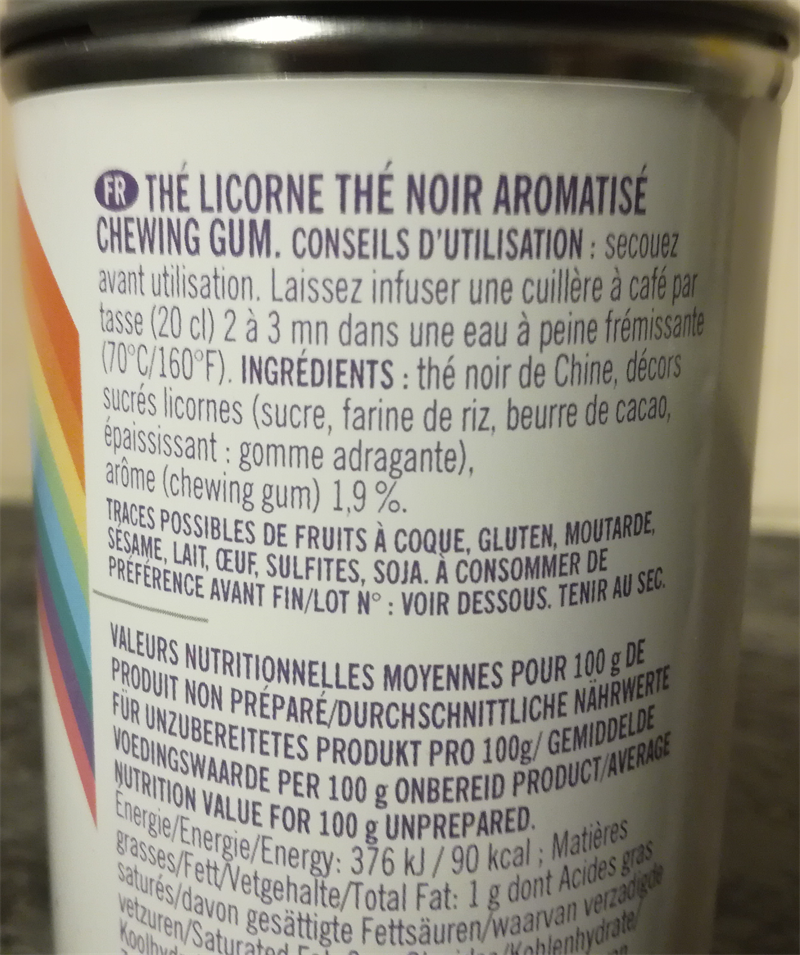 FR THÉ LICORNE THÉ NOIR AROMATISÉ
CHEWING GUM. CONSEILS D'UTILISATION : secouez
avant utilisation. Laissez infuser une cuillère à café par
tasse (20 cl) 2 à 3 mn dans une eau à peine frémissante
(70°C/160°F). INGRÉDIENTS : thé noir de Chine, décors
sucrés licornes (sucre, farine de riz, beurre de cacao,
épaississant : gomme adragante),
arôme (chewing gum) 1,9 %.
TRACES POSSIBLES DE FRUITS À COQUE, GLUTEN, MOUTARDE,
SÉSAME, LAIT, ŒUF, SULFITES, SOJA. À CONSOMMER DE
PRÉFÉRENCE AVANT FIN/LOT N° : VOIR DESSOUS. TENIR AU SEC.
VALEURS NUTRITIONNELLES MOYENNES POUR 100 g DE
PRODUIT NON PRÉPARÉ/DURCHSCHNITTLICHE NÄHRWERTE
FÜR UNZUBEREITETES PRODUKT PRO 100g/ GEMIDDELDE
VOEDINGSWAARDE PER 100 g ONBEREID PRODUCT/AVERAGE
NUTRITION VALUE FOR 100 g UNPREPARED.
Énergie/Energie/Energy: 376 kJ / 90 kcal ; Matières
grasses/Fett/Vetgehalte/Total Fat: 1 g dont Acides gras
saturés/davon gesättigte Fettsäuren/waarvan verzadigde
vetzuren/Saturated